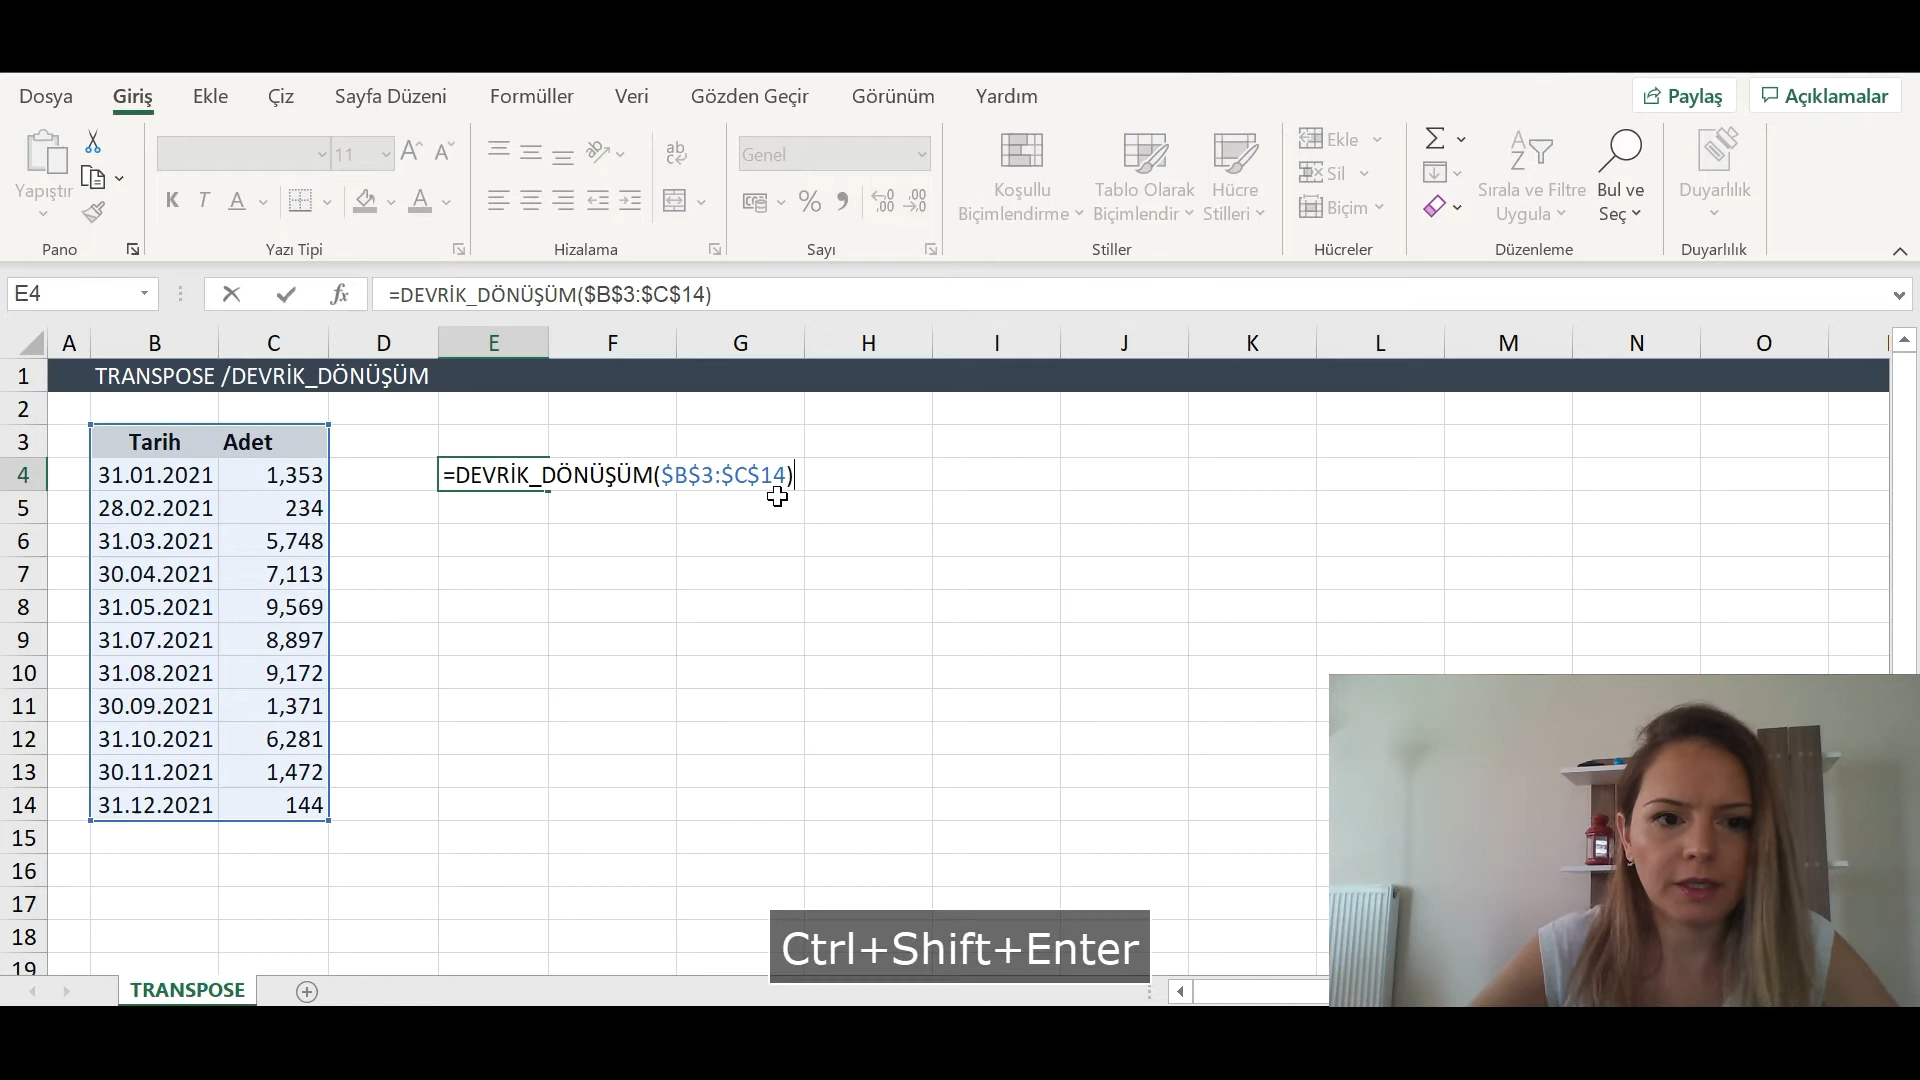 Dosya Giriş Ekle Çiz Sayfa Düzeni Formüller Veri Gözden Geçir Görünüm Yardım Paylaş Açıklamalar
Yapıştır
11
Genel
K T A
ab
Koşullu Biçimlendirme
Tablo Olarak Biçimlendir
Hücre Stilleri
Ekle
Sil
Biçim
Sırala ve Filtre Uygula
Bul ve Seç
Duyarlılık
Pano Yazı Tipi Hizalama Sayı Stiller Hücreler Düzenleme Duyarlılık
E4 fx =DEVRİK_DÖNÜŞÜM($B$3:$C$14)
A B C D E F G H I J K L M N O
1 TRANSPOSE /DEVRİK_DÖNÜŞÜM
2
3 Tarih Adet
4 31.01.2021 1,353 =DEVRİK_DÖNÜŞÜM($B$3:$C$14)
5 28.02.2021 234
6 31.03.2021 5,748
7 30.04.2021 7,113
8 31.05.2021 9,569
9 31.07.2021 8,897
10 31.08.2021 9,172
11 30.09.2021 1,371
12 31.10.2021 6,281
13 30.11.2021 1,472
14 31.12.2021 144
15
16
17
18
19
Ctrl+Shift+Enter
TRANSPOSE